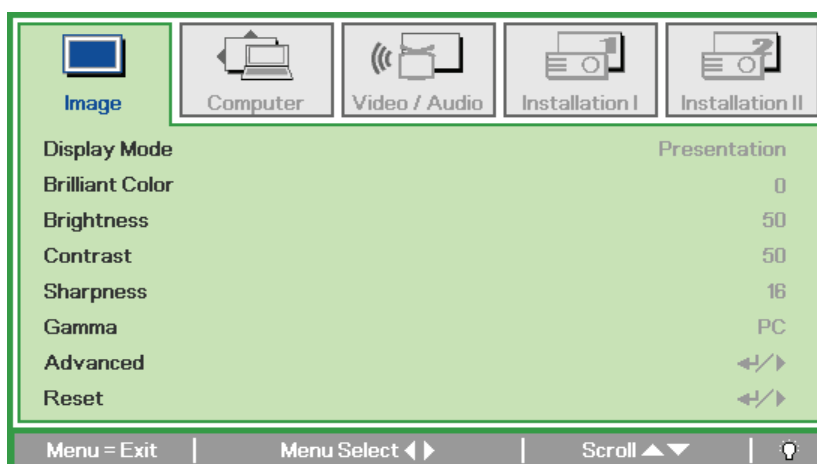 Image Computer Video / Audio Installation I Installation II
Display Mode Presentation
Brilliant Color 0
Brightness 50
Contrast 50
Sharpness 16
Gamma PC
Advanced
Reset
Menu = Exit Menu Select Scroll